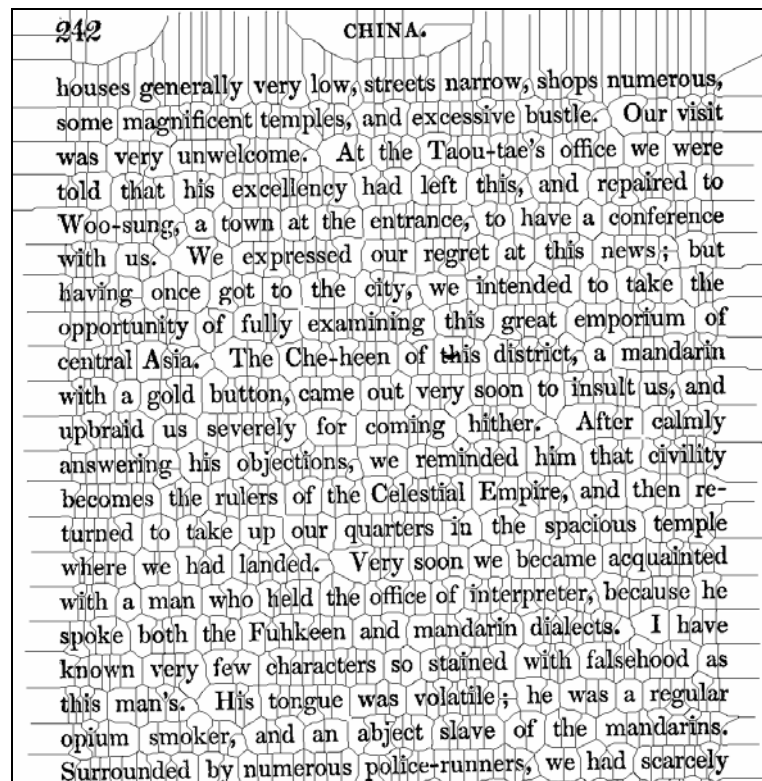 242 CHINA.
houses generally very low, streets narrow, shops numerous,
some magnificent temples, and excessive bustle. Our visit
was very unwelcome. At the Taou-tae's office we were
told that his excellency had left this, and repaired to
Woo-sung, a town at the entrance, to have a conference
with us. We expressed our regret at this news; but
having once got to the city, we intended to take the
opportunity of fully examining this great emporium of
central Asia. The Che-heen of this district, a mandarin
with a gold button, came out very soon to insult us, and
upbraid us severely for coming hither. After calmly
answering his objections, we reminded him that civility
becomes the rulers of the Celestial Empire, and then re-
turned to take up our quarters in the spacious temple
where we had landed. Very soon we became acquainted
with a man who held the office of interpreter, because he
spoke both the Fuhkeen and mandarin dialects. I have
known very few characters so stained with falsehood as
this man's. His tongue was volatile; he was a regular
opium smoker, and an abject slave of the mandarins.
Surrounded by numerous police-runners, we had scarcely